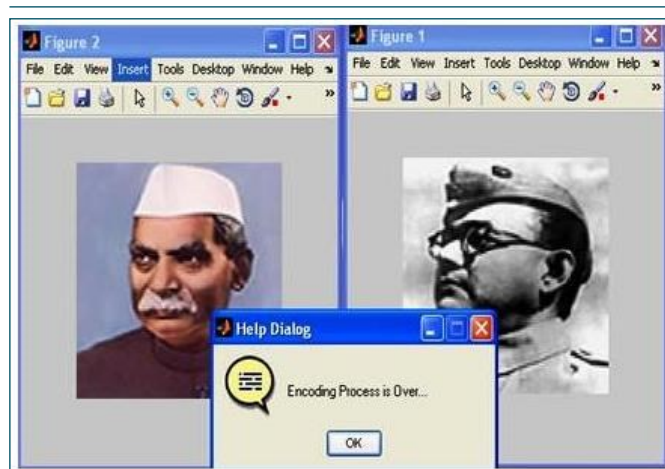 Figure 2
File Edit View Insert Tools Desktop Window Help
Figure 1
File Edit View Insert Tools Desktop Window Help
Help Dialog
Encoding Process is Over...
OK